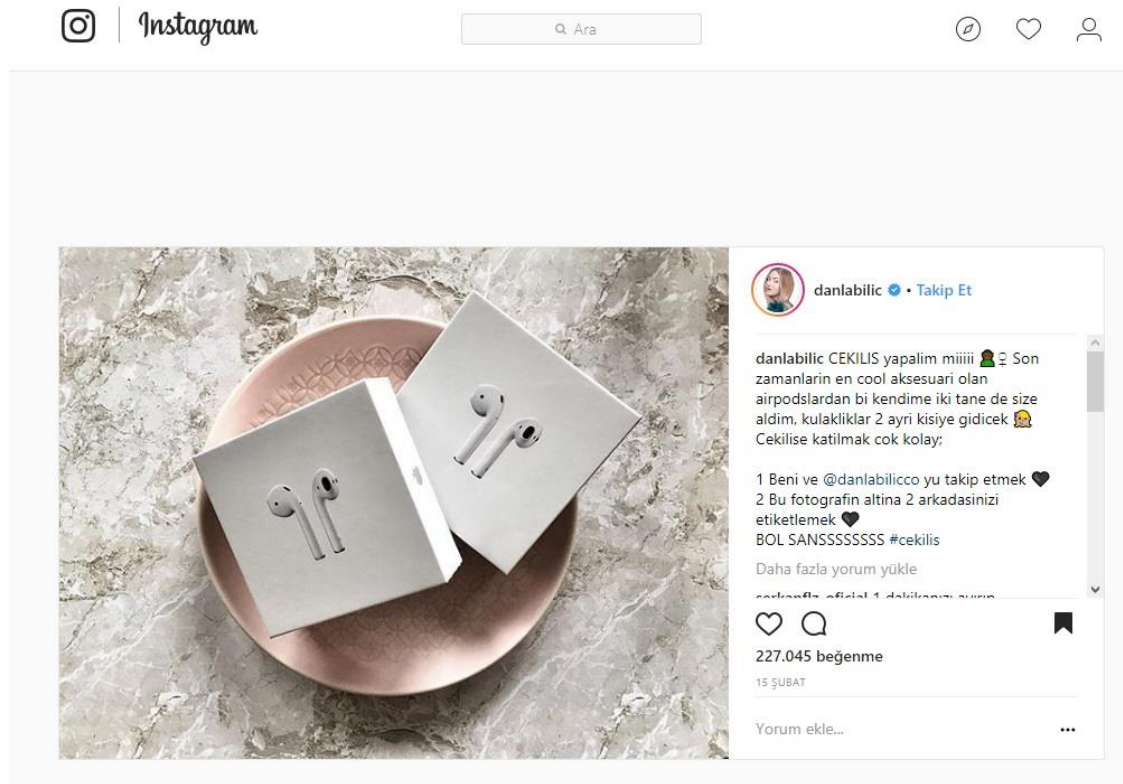 Instagram
Ara
danlabilic • Takip Et
danlabilic CEKILIS yapalim miiiii 🙋🏿♀ Son
zamanlarin en cool aksesuari olan
airpodslardan bi kendime iki tane de size
aldim, kulakliklar 2 ayri kisiye gidicek 🙆🏼
Cekilise katilmak cok kolay;
1 Beni ve @danlabilicco yu takip etmek 🖤
2 Bu fotografin altina 2 arkadasinizi
etiketlemek 🖤
BOL SANSSSSSSSS #cekilis
Daha fazla yorum yükle
227.045 beğenme
15 ŞUBAT
Yorum ekle...